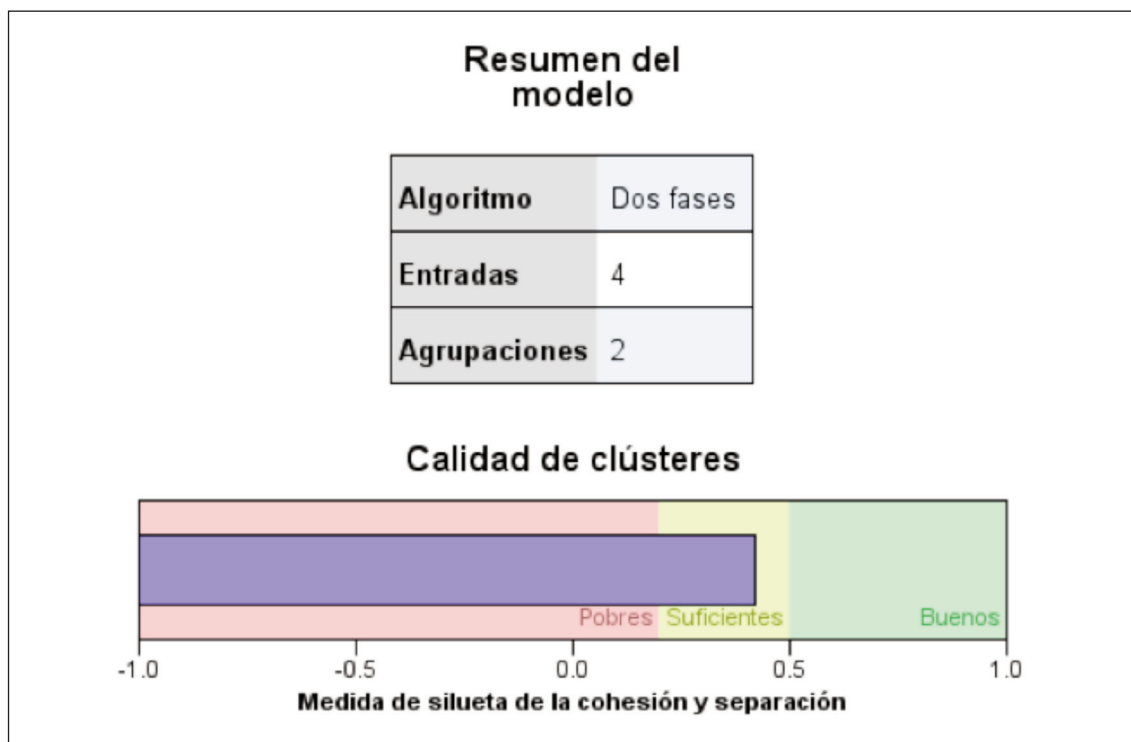 Resumen del
modelo
Algoritmo Dos fases
Entradas 4
Agrupaciones 2
Calidad de clústeres
Pobres Suficientes Buenos
-1.0 -0.5 0.0 0.5 1.0
Medida de silueta de la cohesión y separación